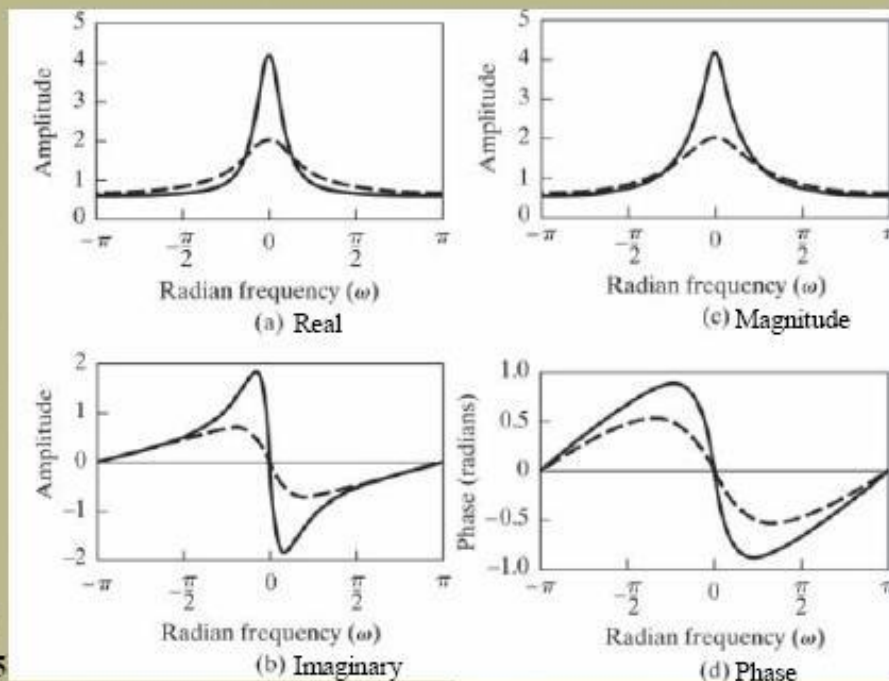 5
4
3
2
1
0
Amplitude
−π
−π/2
0
π/2
π
Radian frequency (ω)
(a) Real
5
4
3
2
1
0
Amplitude
−π
−π/2
0
π/2
π
Radian frequency (ω)
(c) Magnitude
2
1
0
−1
−2
Amplitude
−π
−π/2
0
π/2
π
Radian frequency (ω)
(b) Imaginary
1.0
0.5
0
−0.5
−1.0
Phase (radians)
−π
−π/2
0
π/2
π
Radian frequency (ω)
(d) Phase
5